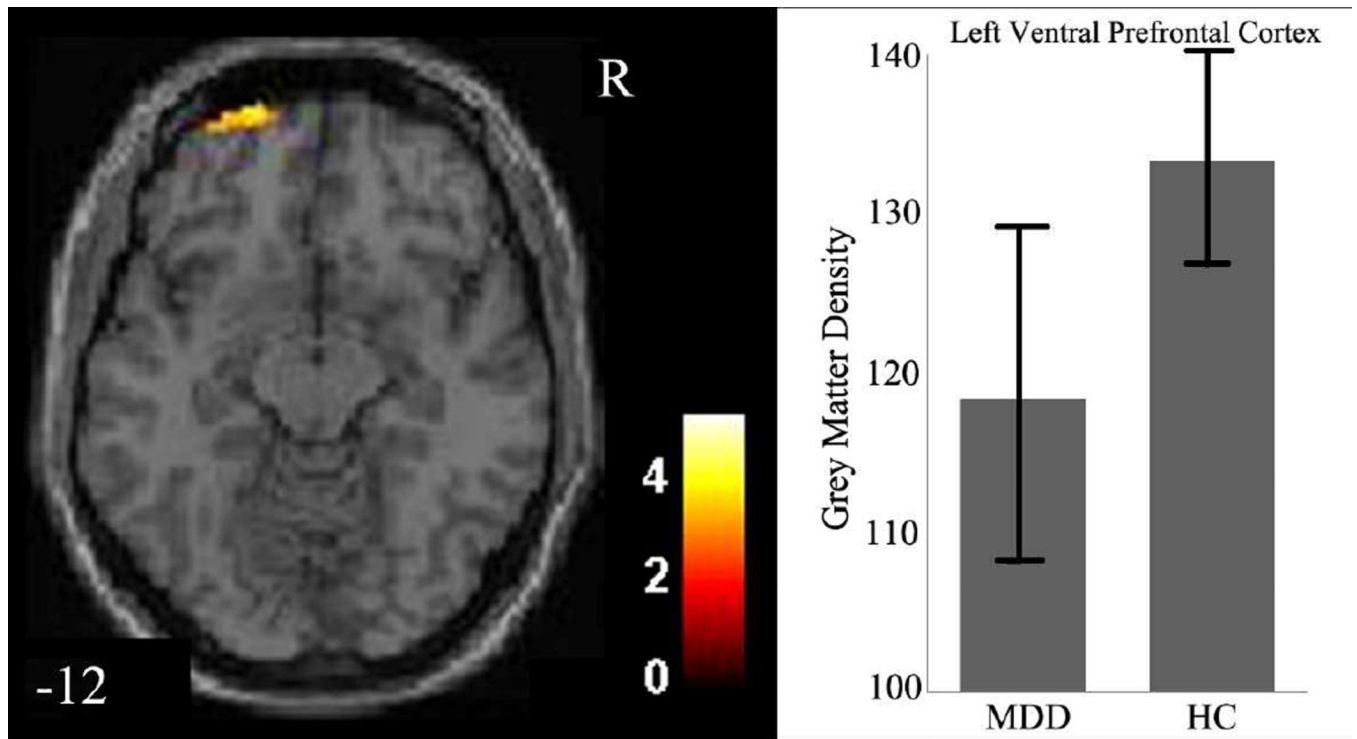 R
4
2
0
-12
Left Ventral Prefrontal Cortex
140
130
120
110
100
Grey Matter Density
MDD
HC